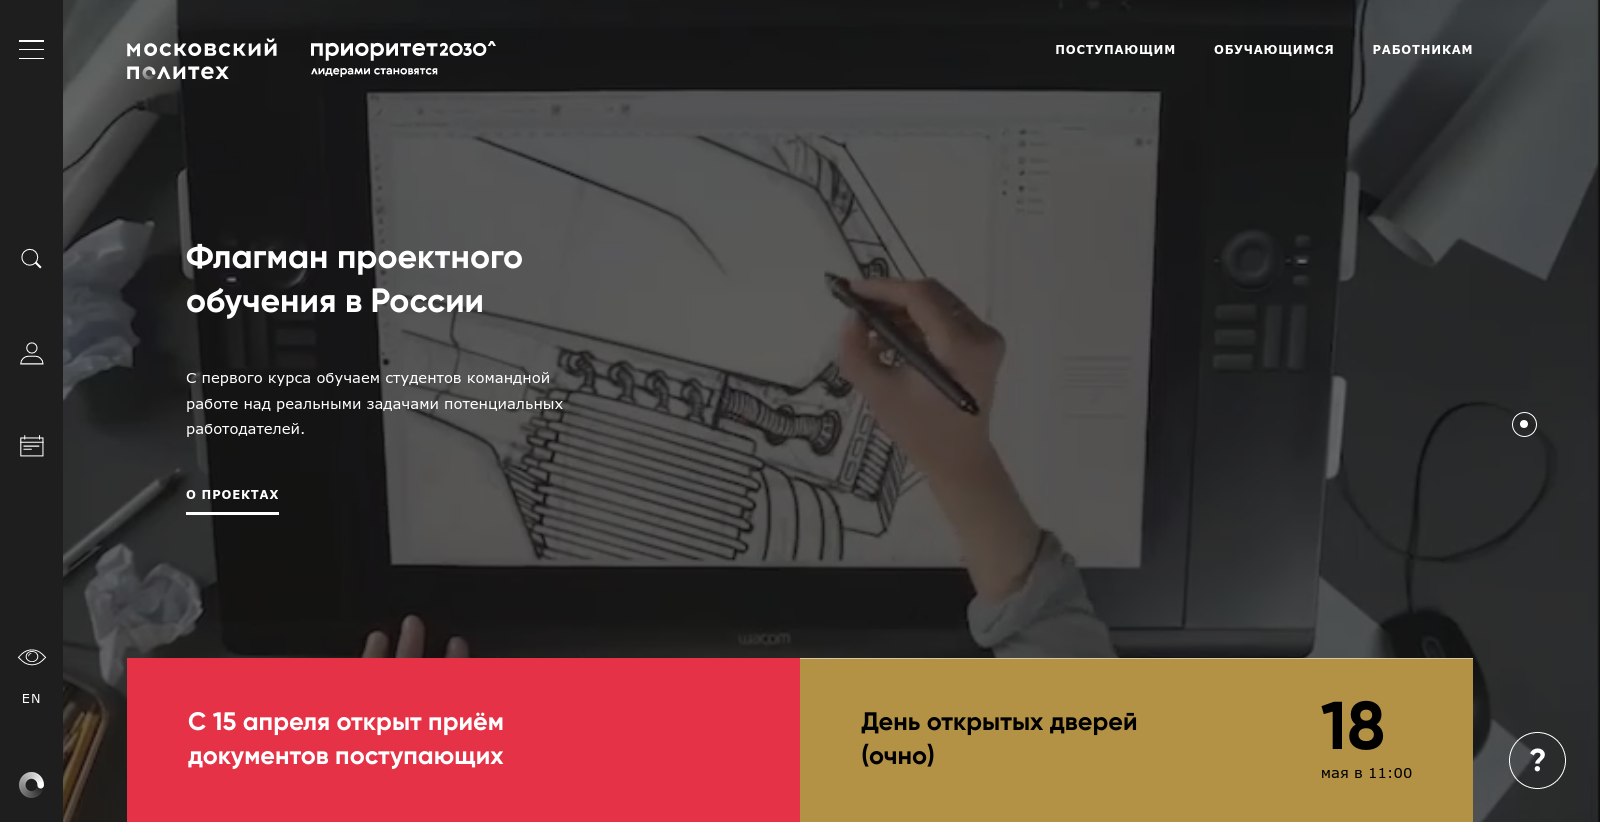 московский
политех
приоритет2030^
лидерами становятся
ПОСТУПАЮЩИМ
ОБУЧАЮЩИМСЯ
РАБОТНИКАМ
Флагман проектного
обучения в России
С первого курса обучаем студентов командной
работе над реальными задачами потенциальных
работодателей.
О ПРОЕКТАХ
wacom
EN
С 15 апреля открыт приём
документов поступающих
День открытых дверей
(очно)
18
мая в 11:00
?